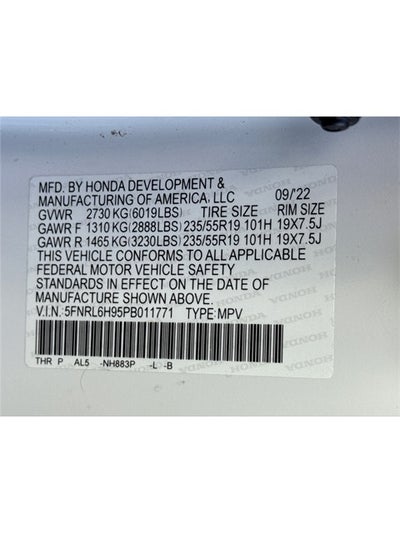 MFD. BY HONDA DEVELOPMENT &
MANUFACTURING OF AMERICA, LLC 09/'22
GVWR 2730 KG (6019LBS) TIRE SIZE RIM SIZE
GAWR F 1310 KG (2888LBS) 235/55R19 101H 19X7.5J
GAWR R 1465 KG(3230LBS) 235/55R19 101H 19X7.5J
THIS VEHICLE CONFORMS TO ALL APPLICABLE
FEDERAL MOTOR VEHICLE SAFETY
STANDARDS IN EFFECT ON THE DATE OF
MANUFACTURE SHOWN ABOVE.
V.I.N. 5FNRL6H95PB011771 TYPE: MPV
THR P AL5 -NH883P -L -B